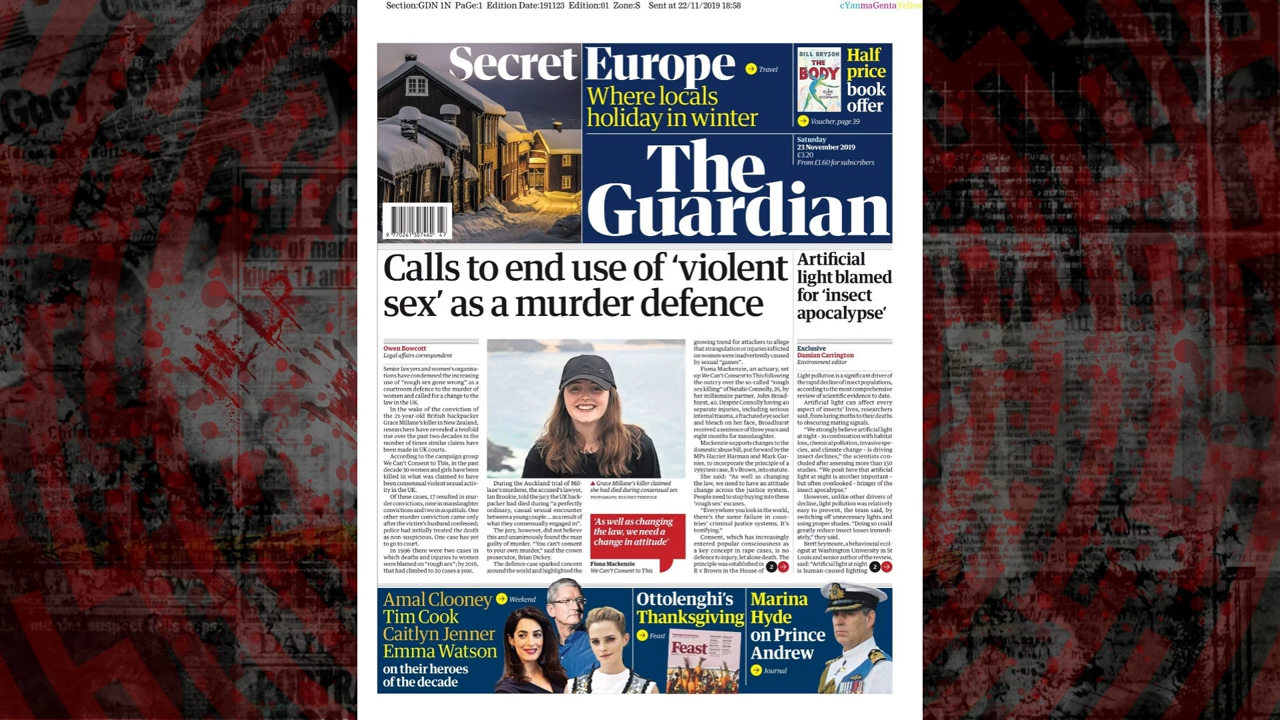 Section:GDN 1N PaGe:1 Edition Date:191123 Edition:01 Zone:S Sent at 22/11/2019 18:58
cYanmaGentaYellow
Secret Europe
Travel
Where locals
holiday in winter
BILL BRYSON
THE
BODY
Half
price
book
offer
Voucher, page 39
Saturday
23 November 2019
£3.20
From £1.60 for subscribers
The
Guardian
Calls to end use of ‘violent
sex’ as a murder defence
Owen Bowcott
Legal affairs correspondent
Senior lawyers and women's organisa-
tions have condemned the increasing
use of “rough sex gone wrong” as a
courtroom defence to the murder of
women and called for a change to the
law in the UK.
In the wake of the conviction of
the 21-year-old British backpacker
Grace Millane's killer in New Zealand,
researchers have revealed a tenfold
rise over the past two decades in the
number of times similar claims have
been made in UK courts.
According to the campaign group
We Can't Consent to This, in the past
decade 30 women and girls have been
killed in what was claimed to have
been consensual violent sexual activ-
ity in the UK.
Of these cases, 17 resulted in mur-
der convictions, nine in manslaughter
convictions and two in acquittals. One
other murder conviction came only
after the victim's husband confessed;
police had initially treated the death
as non-suspicious. One case has yet
to go to court.
In 1996 there were two cases in
which deaths and injuries to women
were blamed on “rough sex”; by 2016,
that had climbed to 20 cases a year.
During the Auckland trial of Mil-
lane's murderer, the accused's lawyer,
Ian Brookie, told the jury the UK back-
packer had died during “a perfectly
ordinary, casual sexual encounter
between a young couple ... as a result of
what they consensually engaged in”.
The jury, however, did not believe
this and unanimously found the man
guilty of murder. “You can't consent
to your own murder,” said the crown
prosecutor, Brian Dickey.
The defence case sparked concern
around the world and highlighted the
▲ Grace Millane's killer claimed
she had died during consensual sex
‘As well as changing
the law, we need a
change in attitude’
Fiona Mackenzie
We Can't Consent to This
growing trend for attackers to allege
that strangulation or injuries inflicted
on women were inadvertently caused
by sexual “games”.
Fiona Mackenzie, an actuary, set
up We Can't Consent to This following
the outcry over the so-called “rough
sex killing” of Natalie Connolly, 26, by
her millionaire partner, John Broad-
hurst, 40. Despite Connolly having 40
separate injuries, including serious
internal trauma, a fractured eye socket
and bleach on her face, Broadhurst
received a sentence of three years and
eight months for manslaughter.
Mackenzie supports changes to the
domestic abuse bill, put forward by the
MPs Harriet Harman and Mark Gar-
nier, to incorporate the principle of a
1993 test case, R v Brown, into statute.
She said: “As well as changing
the law, we need to have an attitude
change across the justice system.
People need to stop buying into these
‘rough sex’ excuses.
“Everywhere you look in the world,
there's the same failure in coun-
tries' criminal justice systems. It's
terrifying.”
Consent, which has increasingly
entered popular consciousness as
a key concept in rape cases, is no
defence to injury, let alone death. The
principle was established in
R v Brown in the House of
2
Artificial
light blamed
for ‘insect
apocalypse’
Exclusive
Damian Carrington
Environment editor
Light pollution is a significant driver of
the rapid decline of insect populations,
according to the most comprehensive
review of scientific evidence to date.
Artificial light can affect every
aspect of insects' lives, researchers
said, from luring moths to their deaths
to obscuring mating signals.
“We strongly believe artificial light
at night – in combination with habitat
loss, chemical pollution, invasive spe-
cies, and climate change – is driving
insect declines,” the scientists con-
cluded after assessing more than 150
studies. “We posit here that artificial
light at night is another important –
but often overlooked – bringer of the
insect apocalypse.”
However, unlike other drivers of
decline, light pollution was relatively
easy to prevent, the team said, by
switching off unnecessary lights and
using proper shades. “Doing so could
greatly reduce insect losses immedi-
ately,” they said.
Brett Seymoure, a behavioural ecol-
ogist at Washington University in St
Louis and senior author of the review,
said: “Artificial light at night
is human-caused lighting
2
Amal Clooney
Tim Cook
Caitlyn Jenner
Emma Watson
on their heroes
of the decade
Weekend
Ottolenghi's
Thanksgiving
Feast
Feast
Marina
Hyde
on Prince
Andrew
Journal